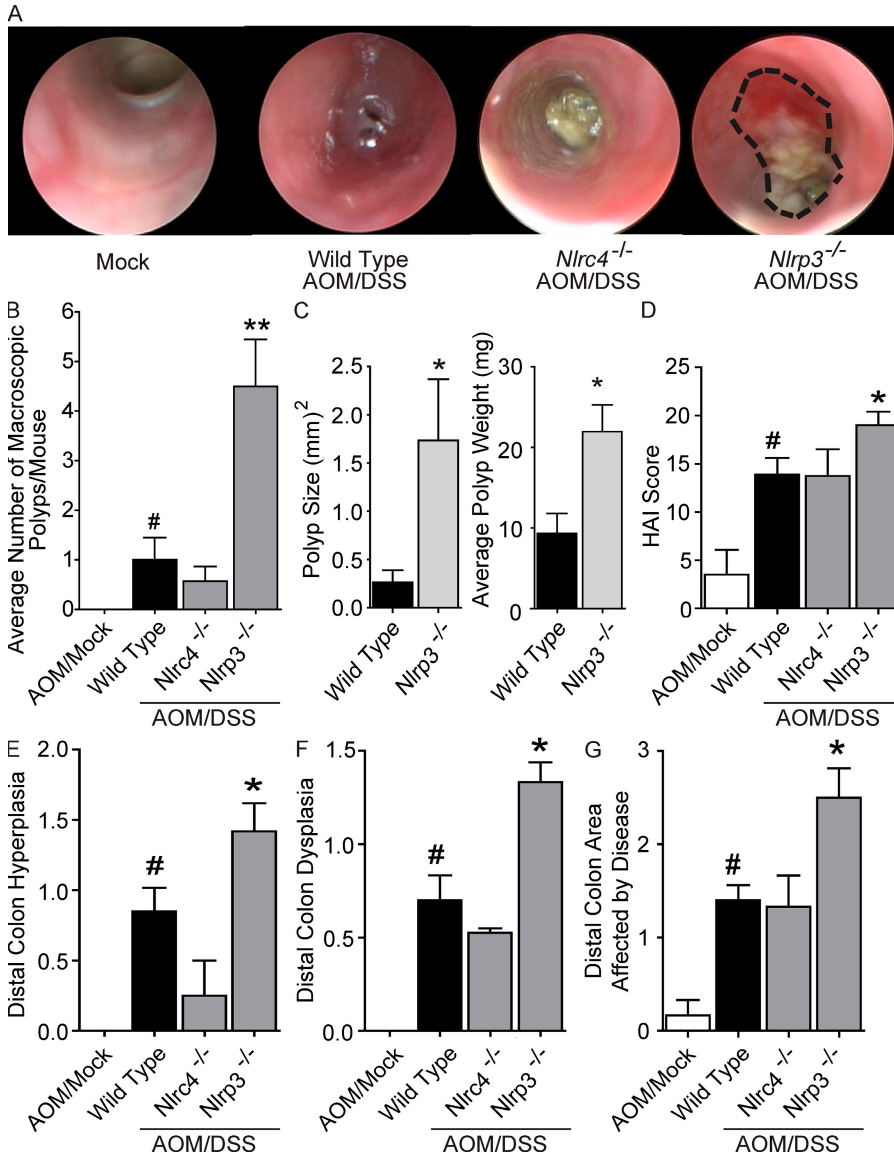 A
Mock
Wild Type
AOM/DSS
Nlrc4-/-
AOM/DSS
Nlrp3-/-
AOM/DSS
B
Average Number of Macroscopic
Polyps/Mouse
6
5
4
3
2
1
0
#
**
AOM/Mock
Wild Type
Nlrc4 -/-
Nlrp3 -/-
AOM/DSS
C
Polyp Size (mm)2
2.5
2.0
1.5
1.0
0.5
0.0
*
Wild Type
Nlrp3 -/-
Average Polyp Weight (mg)
30
20
10
0
*
Wild Type
Nlrp3 -/-
D
HAI Score
25
20
15
10
5
0
#
*
AOM/Mock
Wild Type
Nlrc4 -/-
Nlrp3 -/-
AOM/DSS
E
Distal Colon Hyperplasia
2.0
1.5
1.0
0.5
0.0
#
*
AOM/Mock
Wild Type
Nlrc4 -/-
Nlrp3 -/-
AOM/DSS
F
Distal Colon Dysplasia
1.5
1.0
0.5
0.0
#
*
AOM/Mock
Wild Type
Nlrc4 -/-
Nlrp3 -/-
AOM/DSS
G
Distal Colon Area
Affected by Disease
3
2
1
0
#
*
AOM/Mock
Wild Type
Nlrc4 -/-
Nlrp3 -/-
AOM/DSS